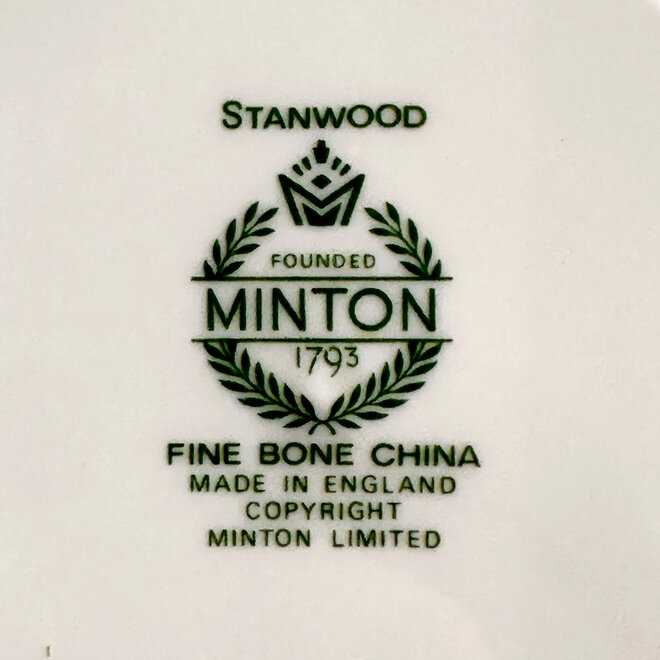 STANWOOD
FOUNDED
MINTON
1793
FINE BONE CHINA
MADE IN ENGLAND
COPYRIGHT
MINTON LIMITED